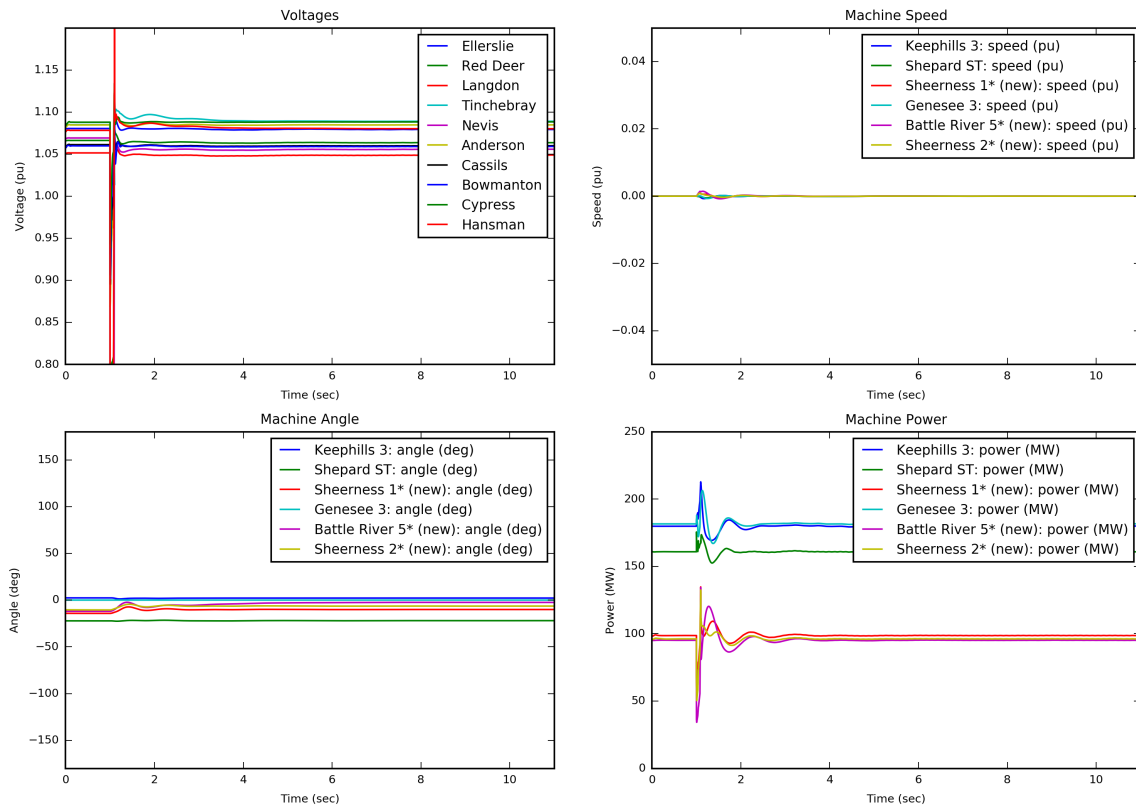 Voltages
1.15
1.10
1.05
1.00
0.95
0.90
0.85
0.80
Voltage (pu)
0
2
4
6
8
10
Time (sec)
Ellerslie
Red Deer
Langdon
Tinchebray
Nevis
Anderson
Cassils
Bowmanton
Cypress
Hansman
Machine Speed
0.04
0.02
0.00
−0.02
−0.04
Speed (pu)
0
2
4
6
8
10
Time (sec)
Keephills 3: speed (pu)
Shepard ST: speed (pu)
Sheerness 1* (new): speed (pu)
Genesee 3: speed (pu)
Battle River 5* (new): speed (pu)
Sheerness 2* (new): speed (pu)
Machine Angle
150
100
50
0
−50
−100
−150
Angle (deg)
0
2
4
6
8
10
Time (sec)
Keephills 3: angle (deg)
Shepard ST: angle (deg)
Sheerness 1* (new): angle (deg)
Genesee 3: angle (deg)
Battle River 5* (new): angle (deg)
Sheerness 2* (new): angle (deg)
Machine Power
250
200
150
100
50
0
Power (MW)
0
2
4
6
8
10
Time (sec)
Keephills 3: power (MW)
Shepard ST: power (MW)
Sheerness 1* (new): power (MW)
Genesee 3: power (MW)
Battle River 5* (new): power (MW)
Sheerness 2* (new): power (MW)